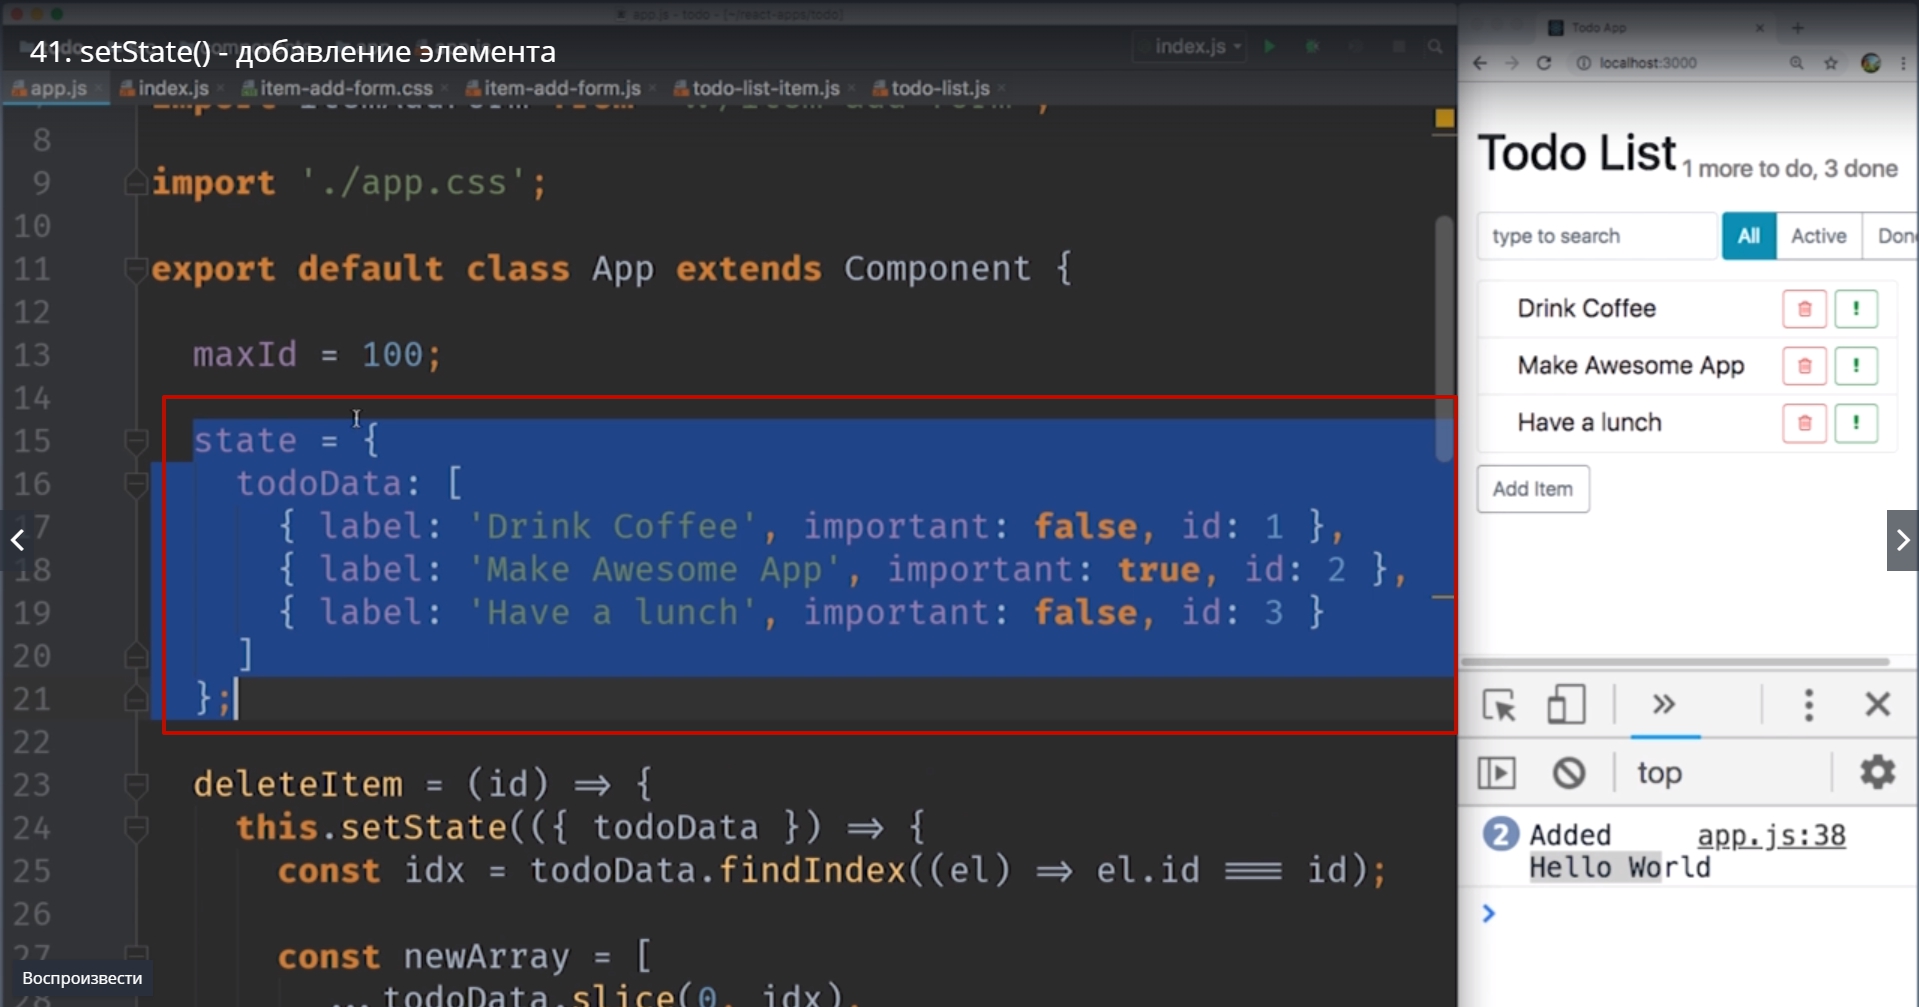 app.js - todo - [~/react-apps/todo]
41. setState() - добавление элемента
index.js
app.js
index.js
item-add-form.css
item-add-form.js
todo-list-item.js
todo-list.js
8
9 import './app.css';
10
11 export default class App extends Component {
12
13 maxId = 100;
14
15 state = {
16 todoData: [
17 { label: 'Drink Coffee', important: false, id: 1 },
18 { label: 'Make Awesome App', important: true, id: 2 },
19 { label: 'Have a lunch', important: false, id: 3 }
20 ]
21 };
22
23 deleteItem = (id) => {
24 this.setState(({ todoData }) => {
25 const idx = todoData.findIndex((el) => el.id === id);
26
27 const newArray = [
28 ...todoData.slice(0, idx),
Воспроизвести
Todo App
localhost:3000
Todo List 1 more to do, 3 done
type to search All Active Don
Drink Coffee
Make Awesome App
Have a lunch
Add Item
top
2 Added app.js:38
Hello World